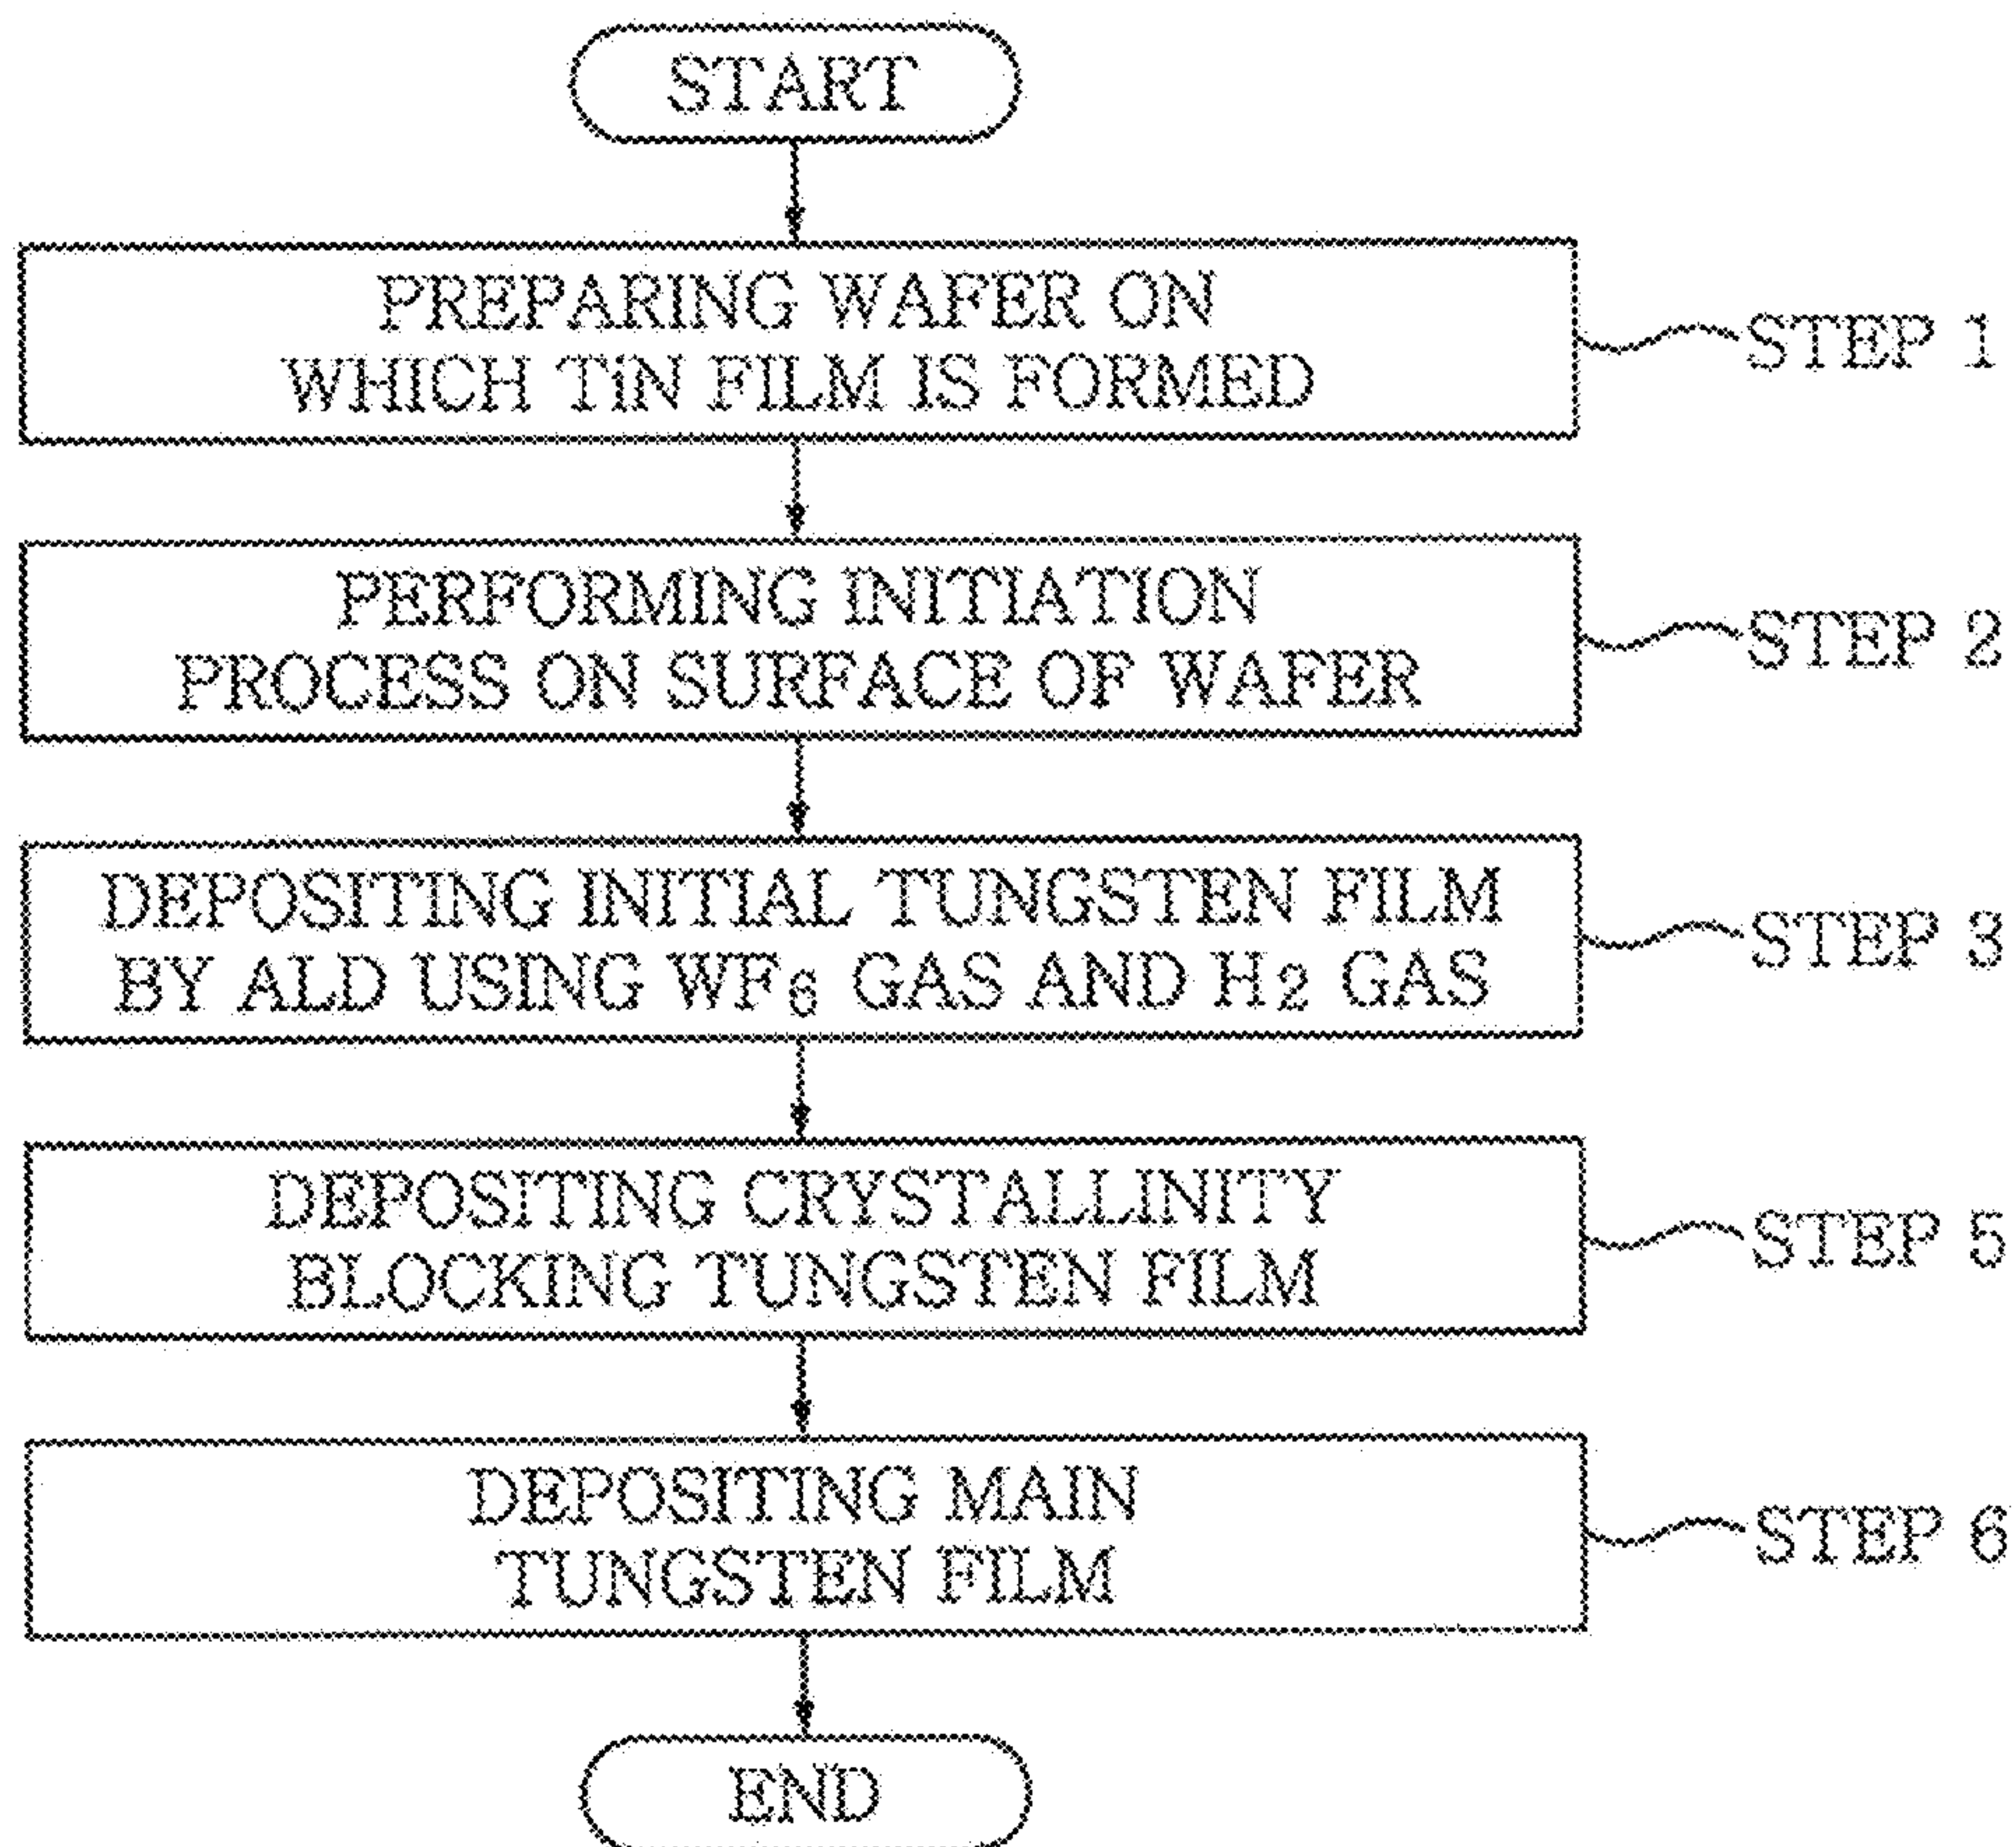 START
PREPARING WAFER ON
WHICH TiN FILM IS FORMED
STEP 1
PERFORMING INITIATION
PROCESS ON SURFACE OF WAFER
STEP 2
DEPOSITING INITIAL TUNGSTEN FILM
BY ALD USING WF₆ GAS AND H₂ GAS
STEP 3
DEPOSITING CRYSTALLINITY
BLOCKING TUNGSTEN FILM
STEP 5
DEPOSITING MAIN
TUNGSTEN FILM
STEP 6
END